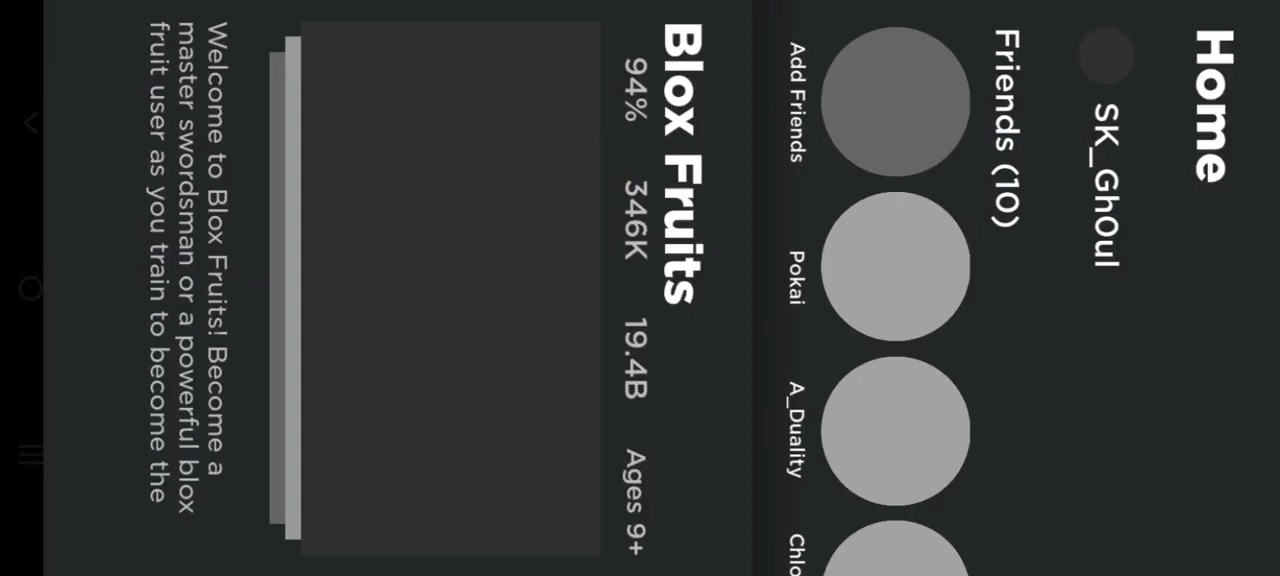 Home
SK_Gh0ul
Friends (10)
Add Friends
Pokai
A_Duality
Chlo
Blox Fruits
94% 346K 19.4B Ages 9+
Welcome to Blox Fruits! Become a
master swordsman or a powerful blox
fruit user as you train to become the